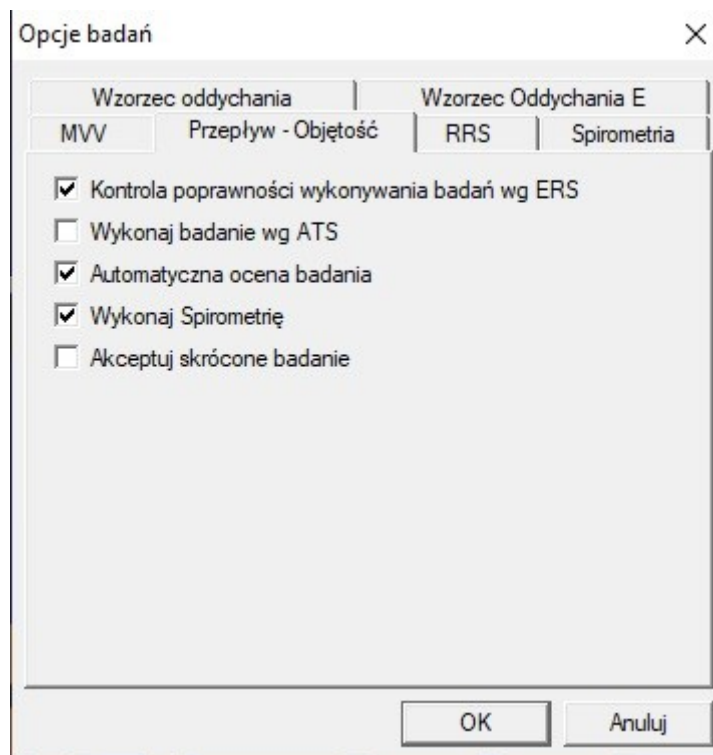 Opcje badań
Wzorzec oddychania
Wzorzec Oddychania E
MVV
Przepływ - Objętość
RRS
Spirometria
Kontrola poprawności wykonywania badań wg ERS
Wykonaj badanie wg ATS
Automatyczna ocena badania
Wykonaj Spirometrię
Akceptuj skrócone badanie
OK
Anuluj